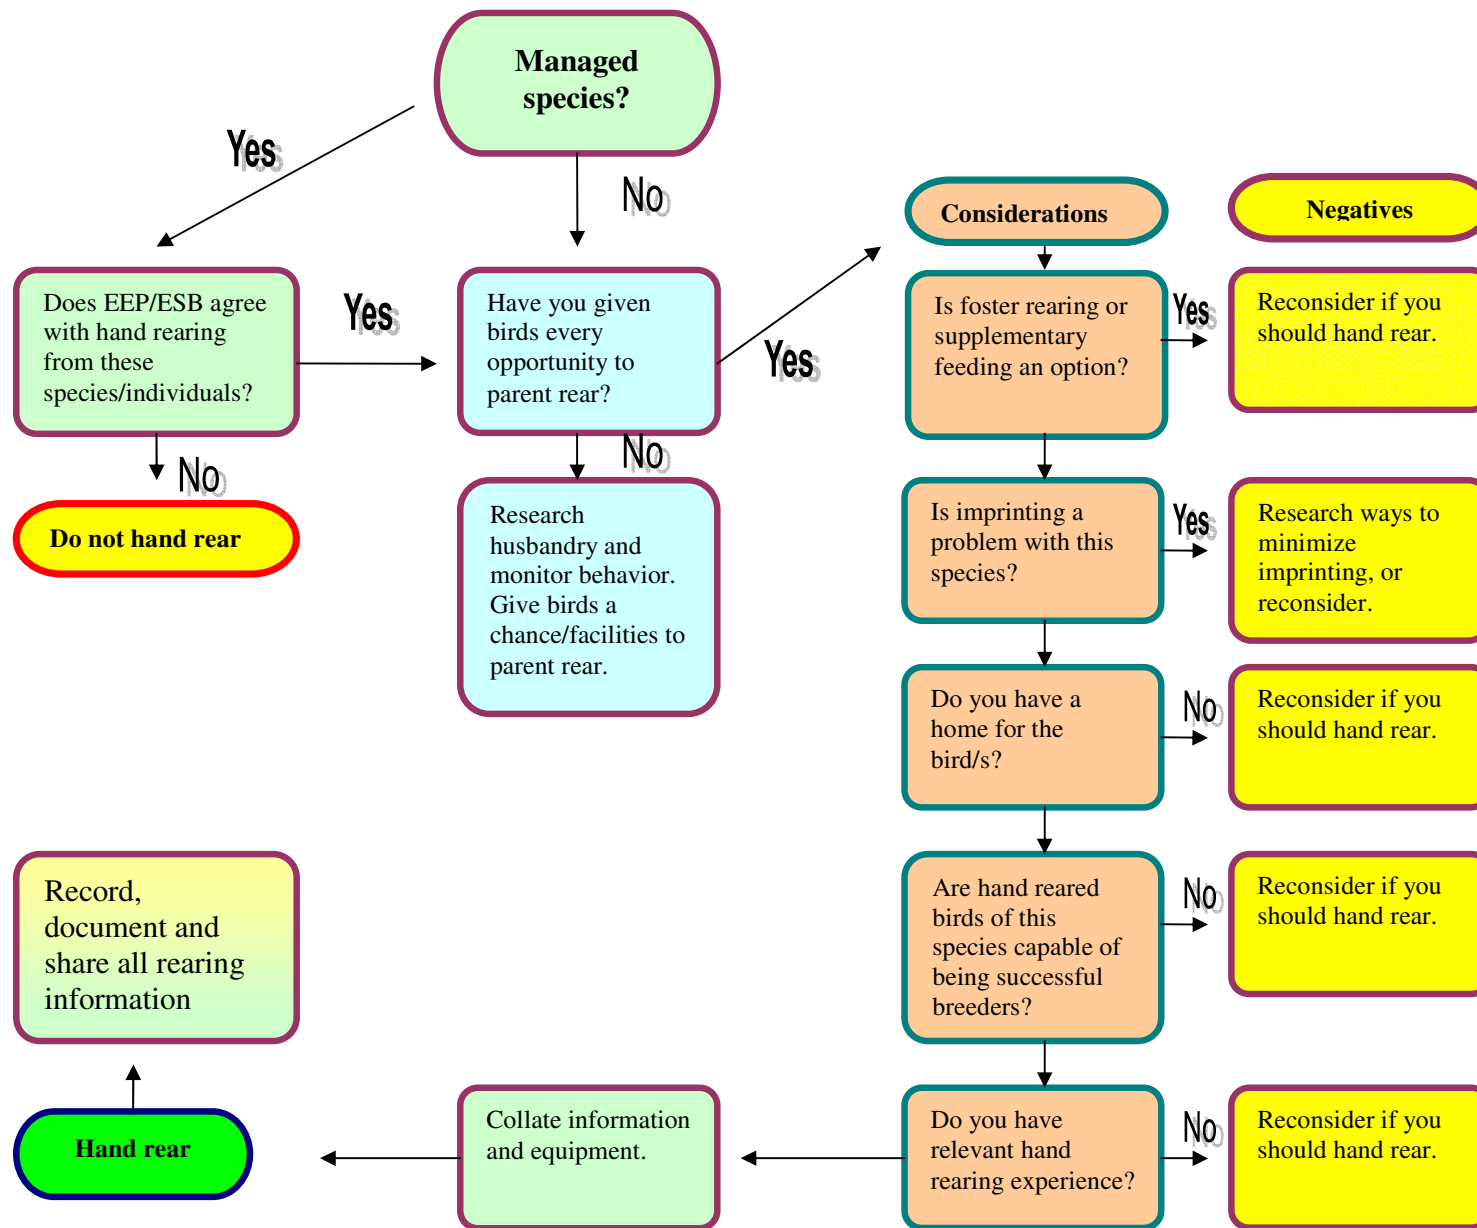 Managed
species?
Yes
No
Does EEP/ESB agree
with hand rearing
from these
species/individuals?
Yes
No
Do not hand rear
Have you given
birds every
opportunity to
parent rear?
Yes
No
Research
husbandry and
monitor behavior.
Give birds a
chance/facilities to
parent rear.
Considerations
Negatives
Is foster rearing or
supplementary
feeding an option?
Yes
Reconsider if you
should hand rear.
Is imprinting a
problem with this
species?
Yes
Research ways to
minimize
imprinting, or
reconsider.
Do you have a
home for the
bird/s?
No
Reconsider if you
should hand rear.
Are hand reared
birds of this
species capable of
being successful
breeders?
No
Reconsider if you
should hand rear.
Do you have
relevant hand
rearing experience?
No
Reconsider if you
should hand rear.
Collate information
and equipment.
Hand rear
Record,
document and
share all rearing
information